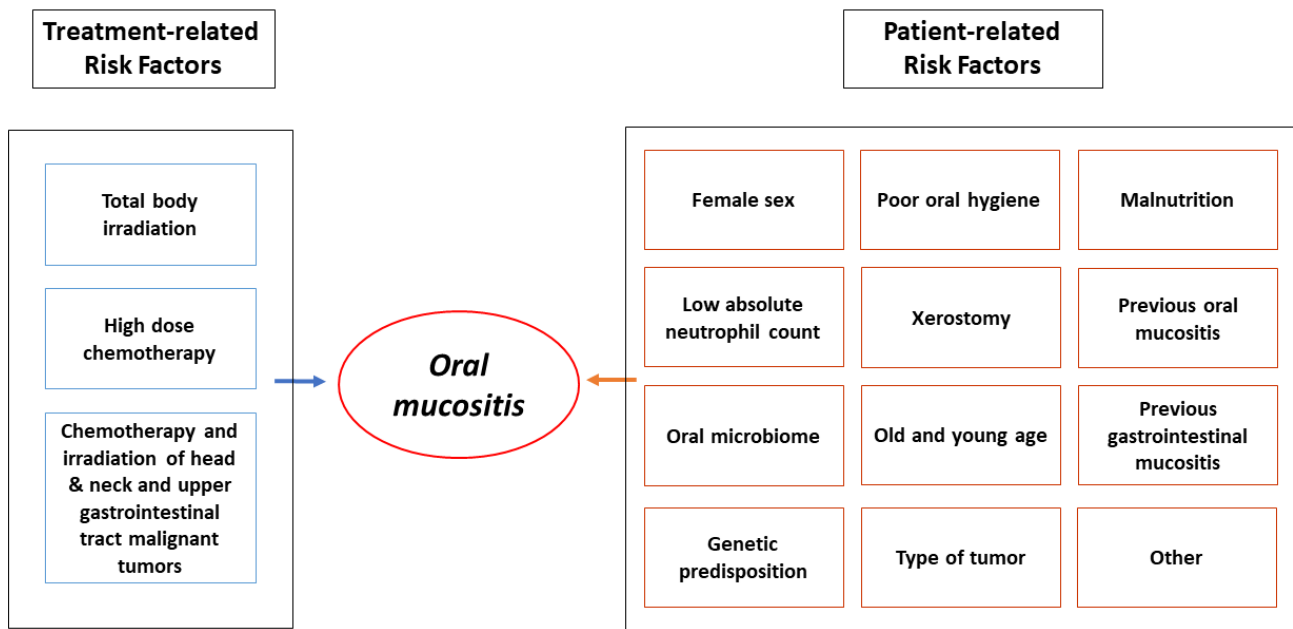 Treatment-related
Risk Factors
Patient-related
Risk Factors
Total body
irradiation
High dose
chemotherapy
Chemotherapy and
irradiation of head
& neck and upper
gastrointestinal
tract malignant
tumors
Oral
mucositis
Female sex
Poor oral hygiene
Malnutrition
Low absolute
neutrophil count
Xerostomy
Previous oral
mucositis
Oral microbiome
Old and young age
Previous
gastrointestinal
mucositis
Genetic
predisposition
Type of tumor
Other